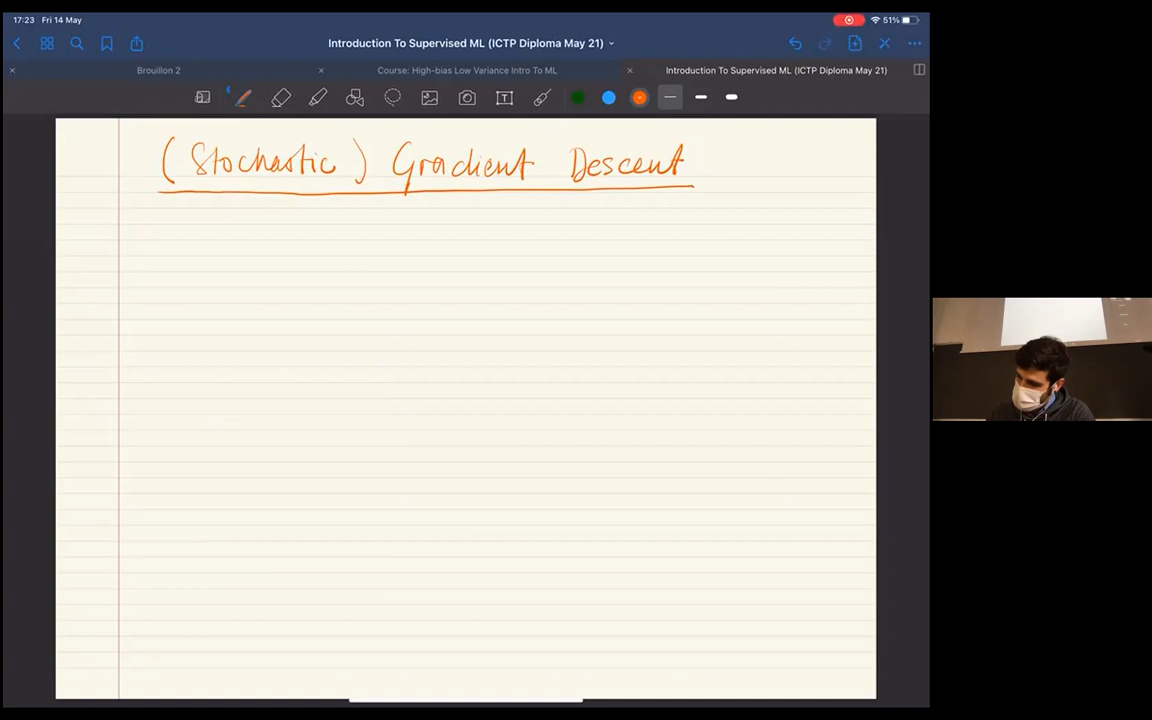 17:23 Fri 14 May
51%
Introduction To Supervised ML (ICTP Diploma May 21)
Brouillon 2
Course: High-bias Low Variance Intro To ML
Introduction To Supervised ML (ICTP Diploma May 21)
(Stochastic) Gradient Descent